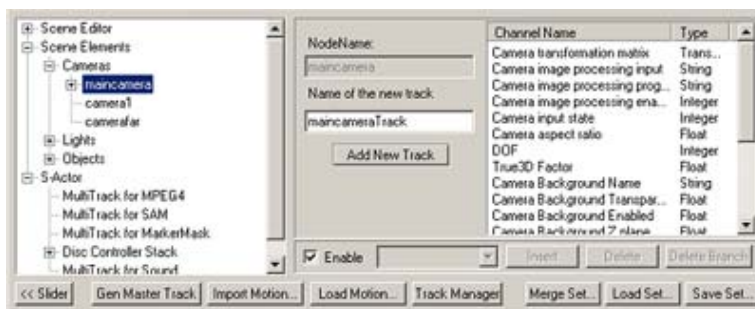 Scene Editor
Scene Elements
Cameras
maincamera
camera1
camerafar
Lights
Objects
S-Actor
MultiTrack for MPEG4
MultiTrack for SAM
MultiTrack for MarkerMask
Disc Controller Stack
MultiTrack for Sound
NodeName:
maincamera
Name of the new track
maincameraTrack
Add New Track
Channel Name Type
Camera transformation matrix Trans...
Camera image processing input String
Camera image processing prog... String
Camera image processing ena... Integer
Camera input state Integer
Camera aspect ratio Float
DOF Integer
True3D Factor Float
Camera Background Name String
Camera Background Transpar... Float
Camera Background Enabled Float
Camera Background Z plane Float
Enable Insert Delete Delete Branch
<< Slider Gen Master Track Import Motion... Load Motion... Track Manager Merge Set... Load Set... Save Set...